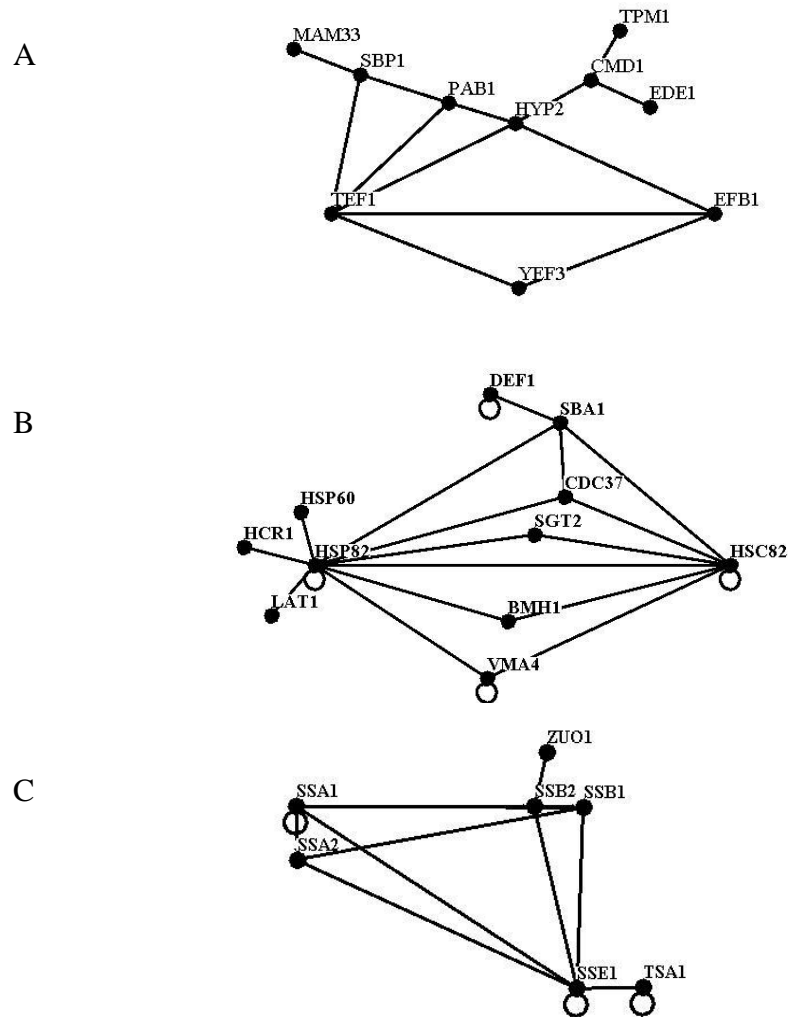 A
TPM1
MAM33
SBP1
CMD1
PAB1
EDE1
HYP2
TEF1
EFB1
YEF3
B
DEF1
SBA1
CDC37
HSP60
SGT2
HCR1
HSP82
HSC82
LAT1
BMH1
VMA4
C
ZUO1
SSA1
SSB2
SSB1
SSA2
SSE1
TSA1